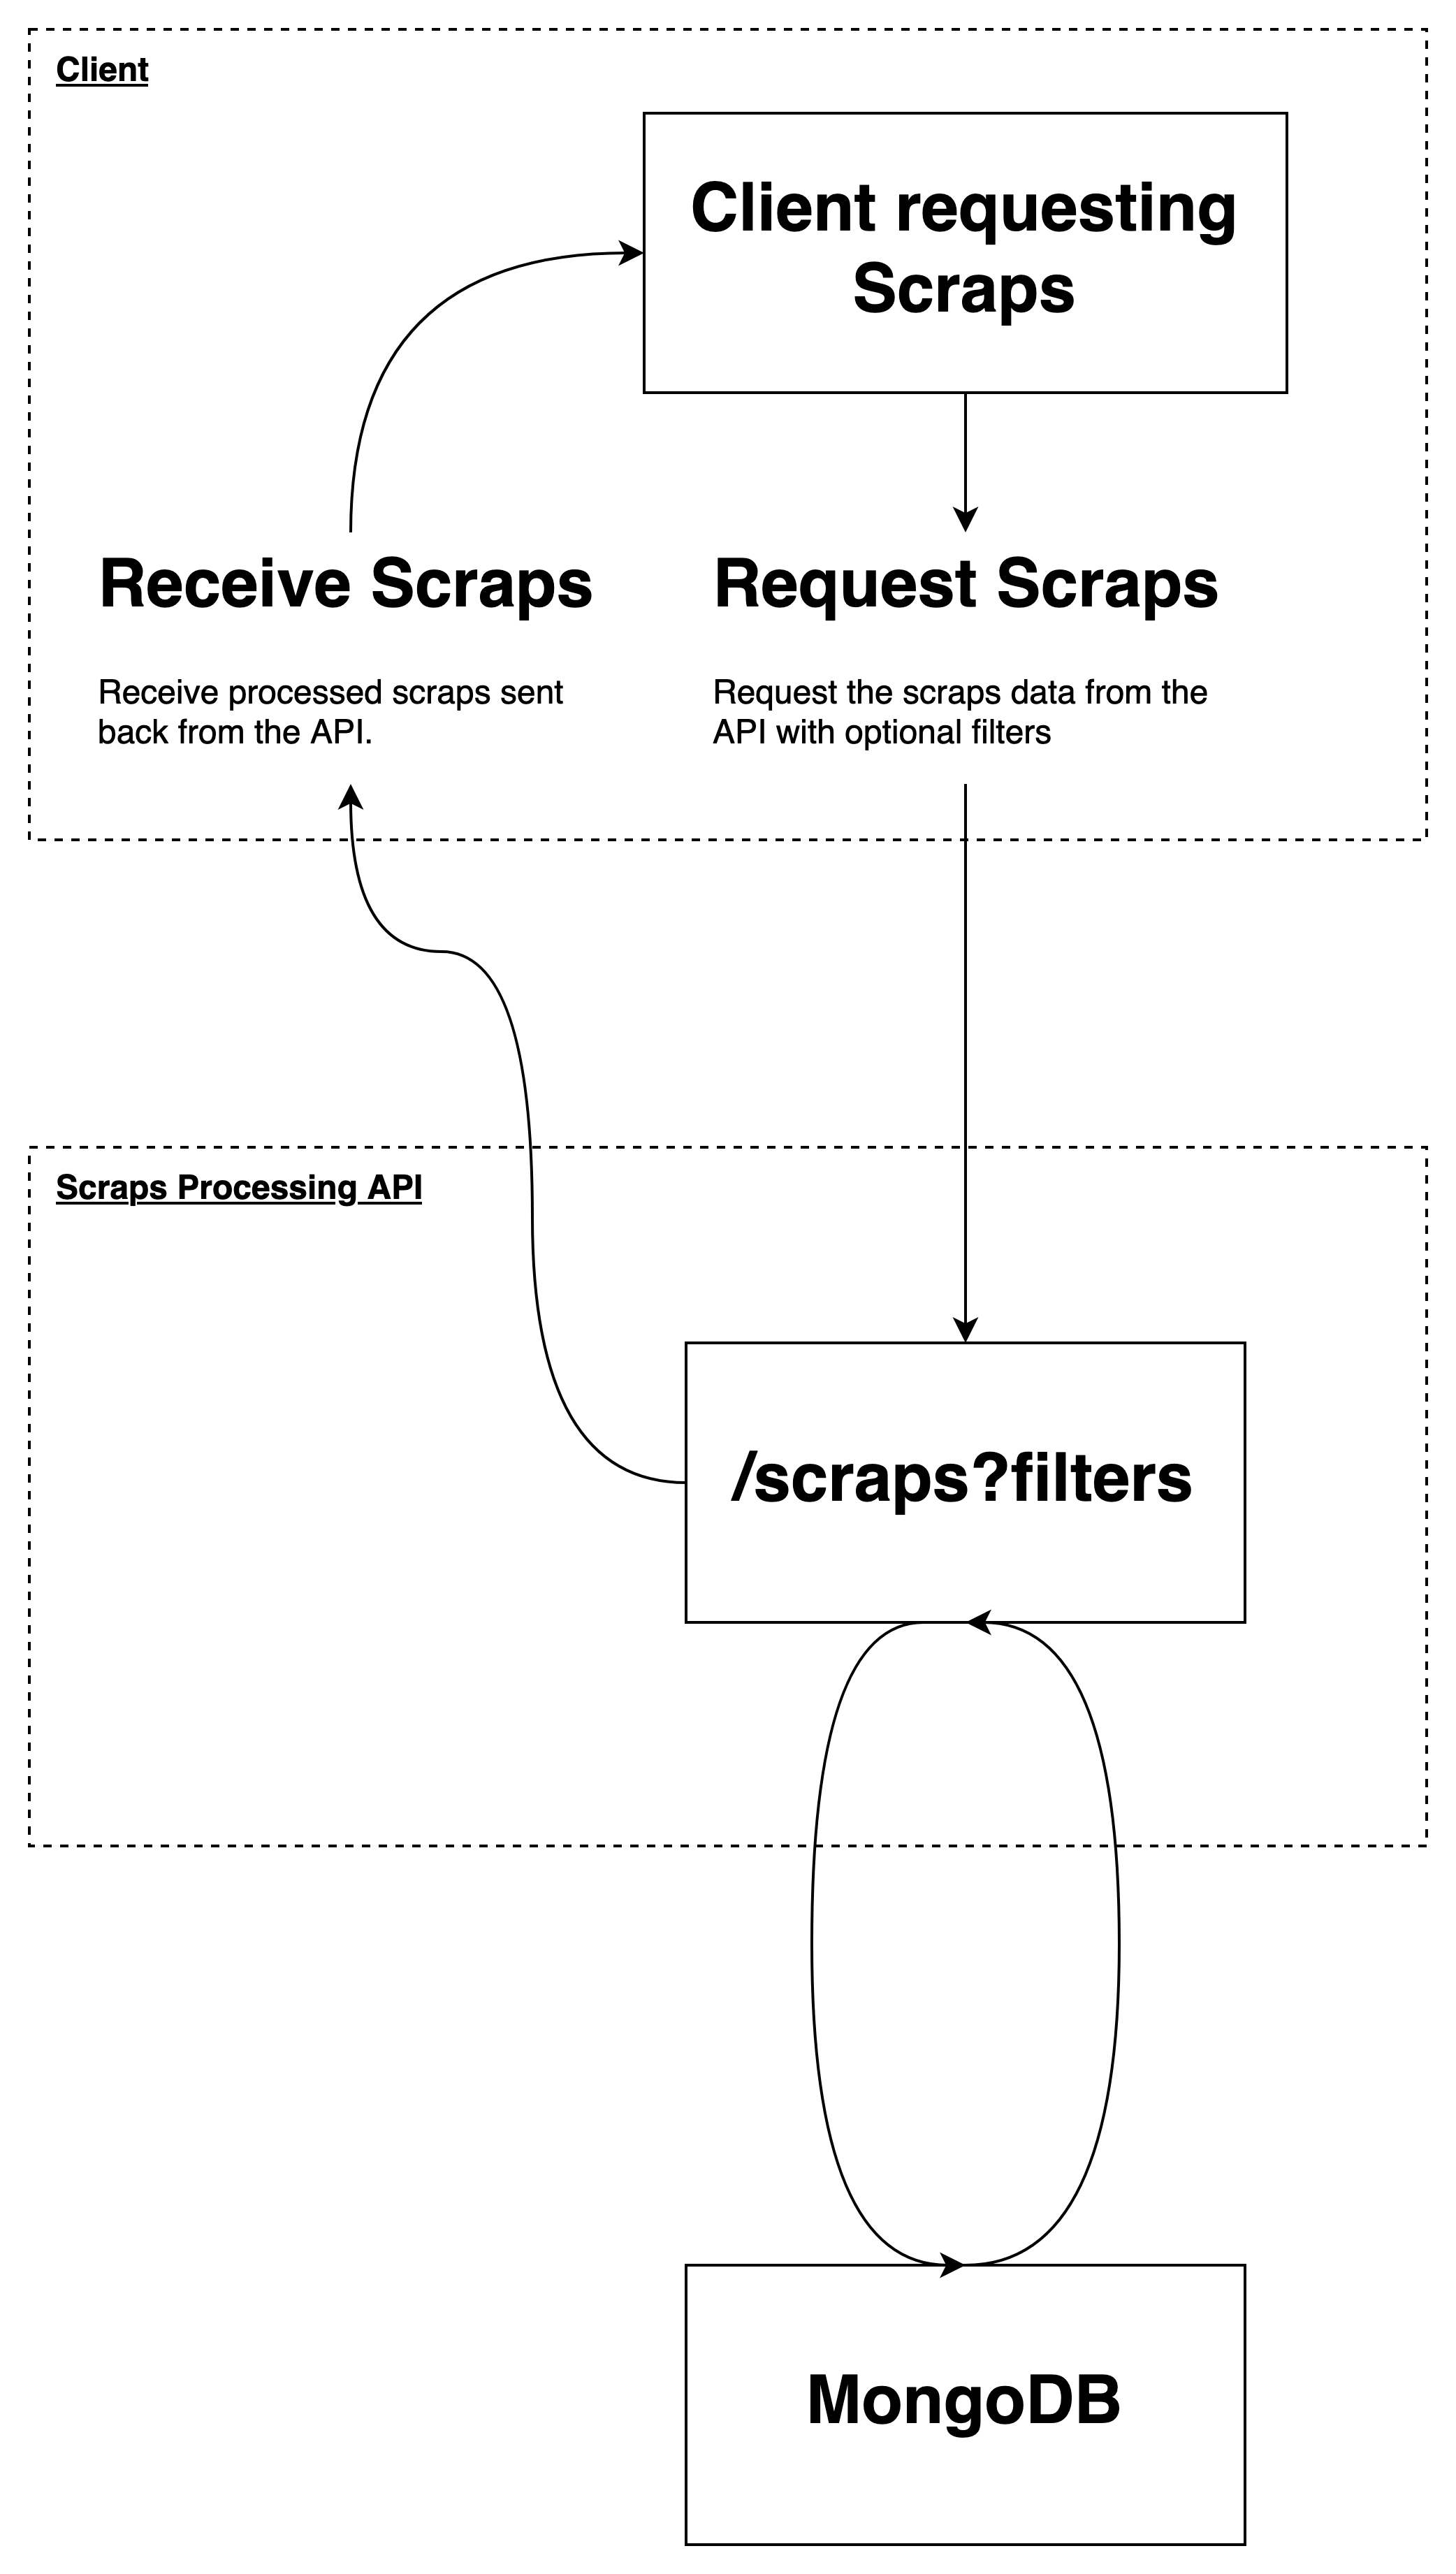 Client
Client requesting
Scraps
Receive Scraps
Receive processed scraps sent
back from the API.
Request Scraps
Request the scraps data from the
API with optional filters
Scraps Processing API
/scraps?filters
MongoDB